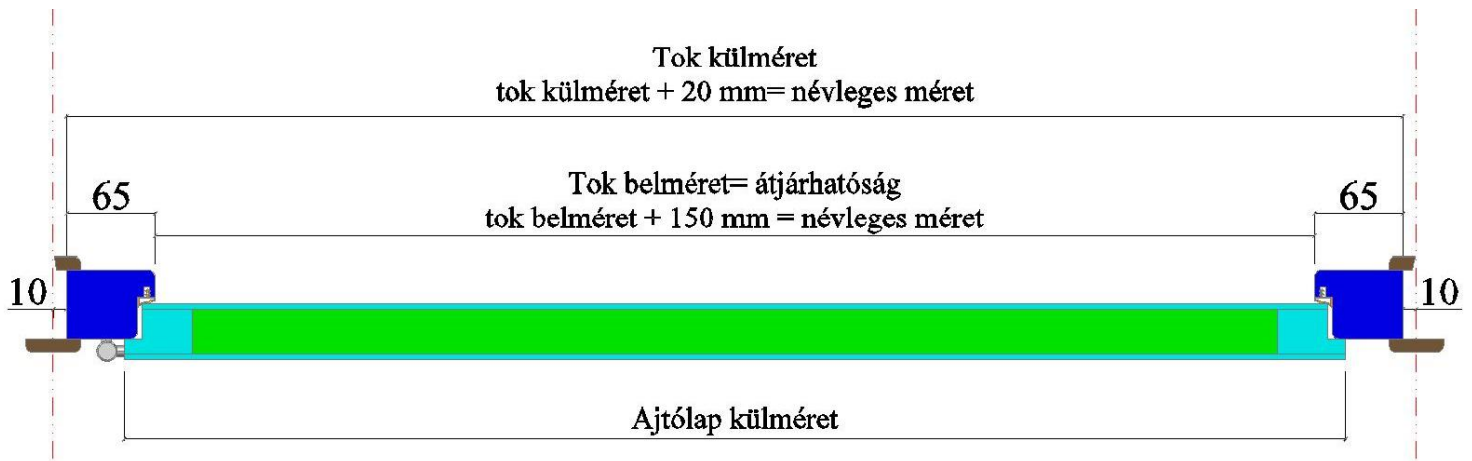 Tok külméret
tok külméret + 20 mm= névleges méret
65
Tok belméret= átjárhatóság
tok belméret + 150 mm = névleges méret
65
10
10
Ajtólap külméret